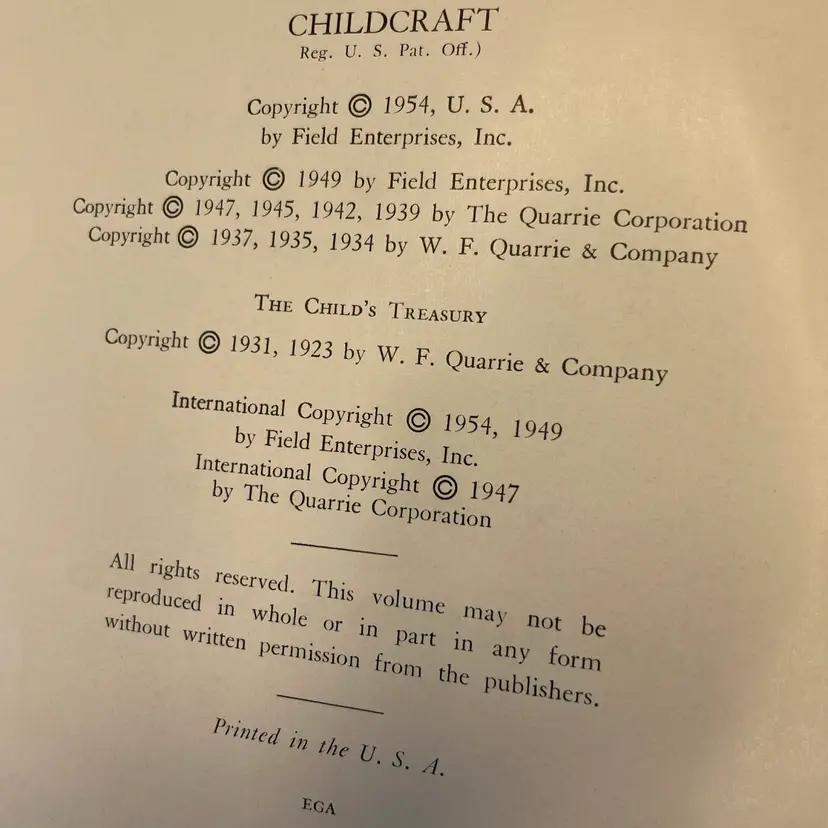 CHILDCRAFT
Reg. U. S. Pat. Off.)
Copyright © 1954, U. S. A.
by Field Enterprises, Inc.
Copyright © 1949 by Field Enterprises, Inc.
Copyright © 1947, 1945, 1942, 1939 by The Quarrie Corporation
Copyright © 1937, 1935, 1934 by W. F. Quarrie & Company
The Child's Treasury
Copyright © 1931, 1923 by W. F. Quarrie & Company
International Copyright © 1954, 1949
by Field Enterprises, Inc.
International Copyright © 1947
by The Quarrie Corporation
All rights reserved. This volume may not be
reproduced in whole or in part in any form
without written permission from the publishers.
Printed in the U. S. A.
EGA